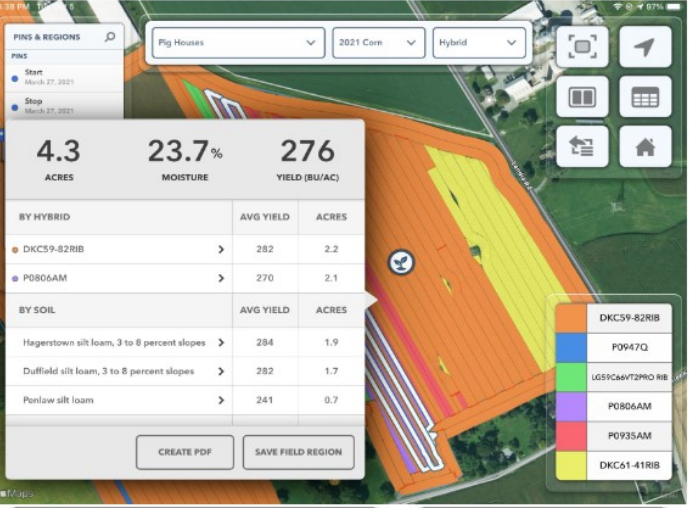 97%
PINS & REGIONS
Pig Houses
2021 Corn
Hybrid
PINS
Start
March 27, 2021
Stop
March 27, 2021
4.3
23.7%
276
ACRES
MOISTURE
YIELD (BU/AC)
BY HYBRID
AVG YIELD
ACRES
DKC59-82RIB
282
2.2
P0806AM
270
2.1
BY SOIL
AVG YIELD
ACRES
Hagerstown silt loam, 3 to 8 percent slopes
284
1.9
Duffield silt loam, 3 to 8 percent slopes
282
1.7
Penlaw silt loam
241
0.7
CREATE PDF
SAVE FIELD REGION
DKC59-82RIB
P0947Q
LG59C66VT2PRO RIB
P0806AM
P0935AM
DKC61-41RIB
Maps